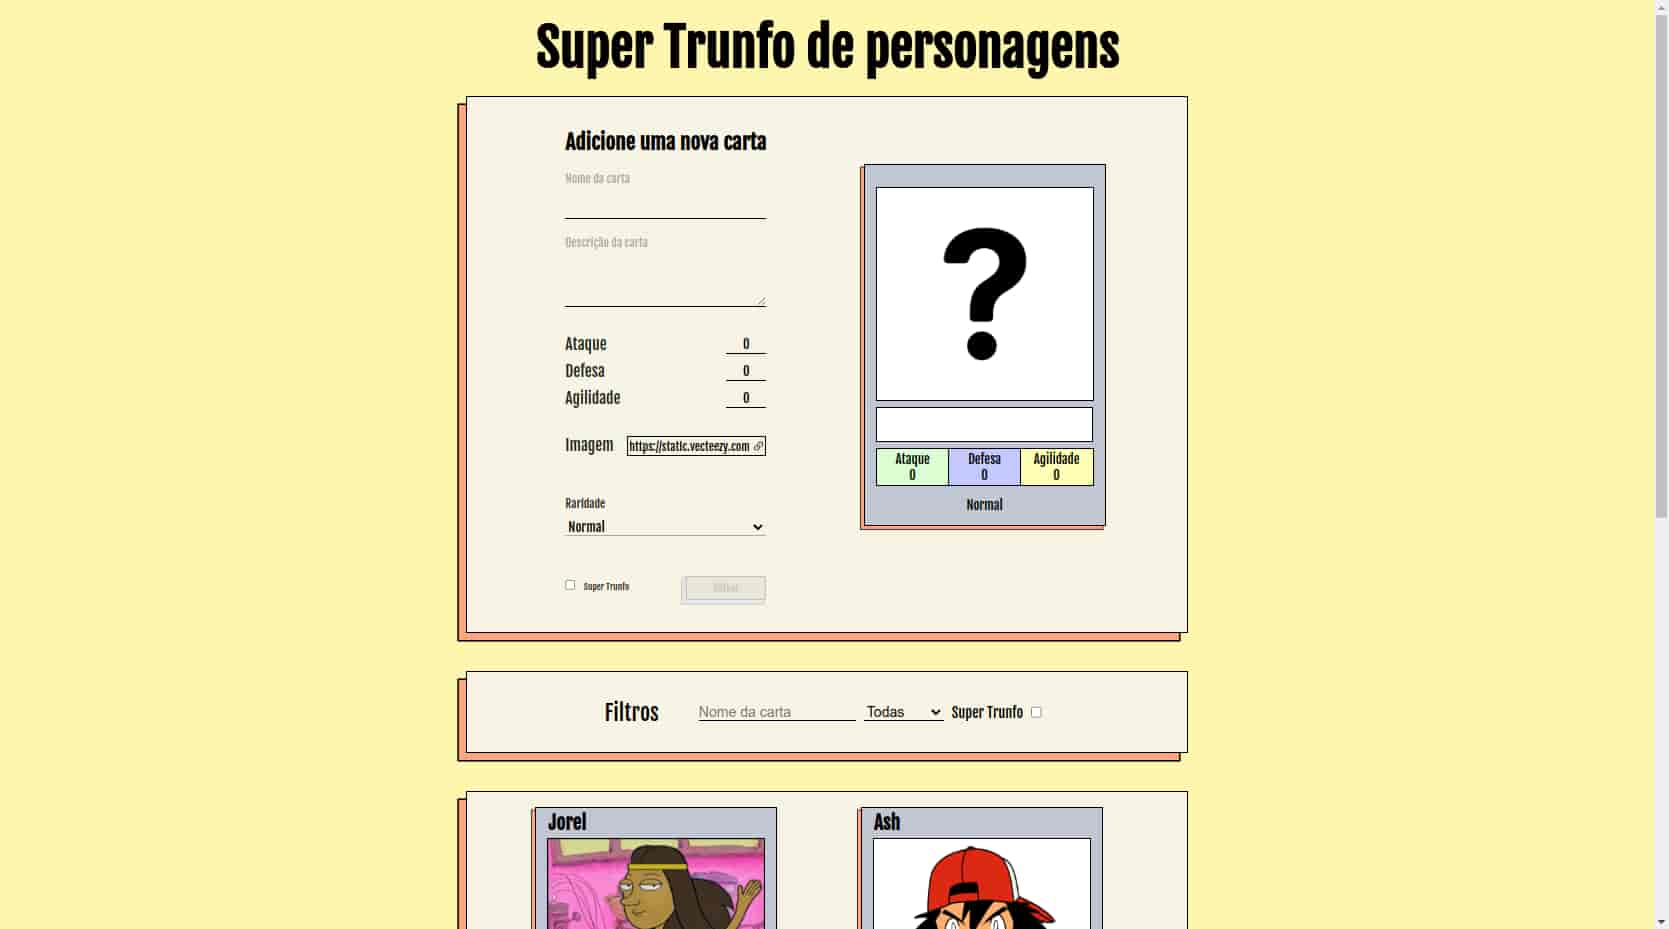 Super Trunfo de personagens
Adicione uma nova carta
Nome da carta
Descrição da carta
Ataque 0
Defesa 0
Agilidade 0
Imagem https://static.vecteezy.com
Raridade
Normal
Super Trunfo
?
Ataque Defesa Agilidade
0 0 0
Normal
Filtros Nome da carta Todas Super Trunfo
Jorel Ash